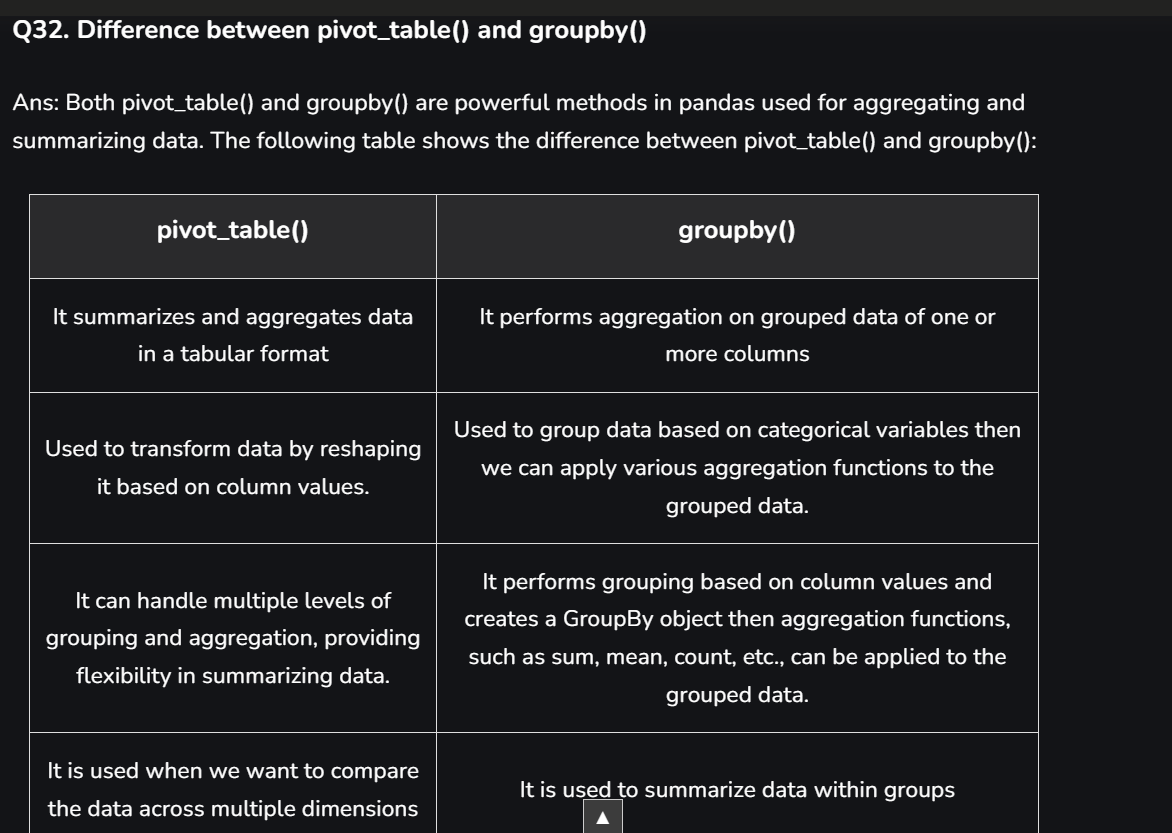 Q32. Difference between pivot_table() and groupby()
Ans: Both pivot_table() and groupby() are powerful methods in pandas used for aggregating and
summarizing data. The following table shows the difference between pivot_table() and groupby():
pivot_table()
groupby()
It summarizes and aggregates data
in a tabular format
It performs aggregation on grouped data of one or
more columns
Used to transform data by reshaping
it based on column values.
Used to group data based on categorical variables then
we can apply various aggregation functions to the
grouped data.
It can handle multiple levels of
grouping and aggregation, providing
flexibility in summarizing data.
It performs grouping based on column values and
creates a GroupBy object then aggregation functions,
such as sum, mean, count, etc., can be applied to the
grouped data.
It is used when we want to compare
the data across multiple dimensions
It is used to summarize data within groups